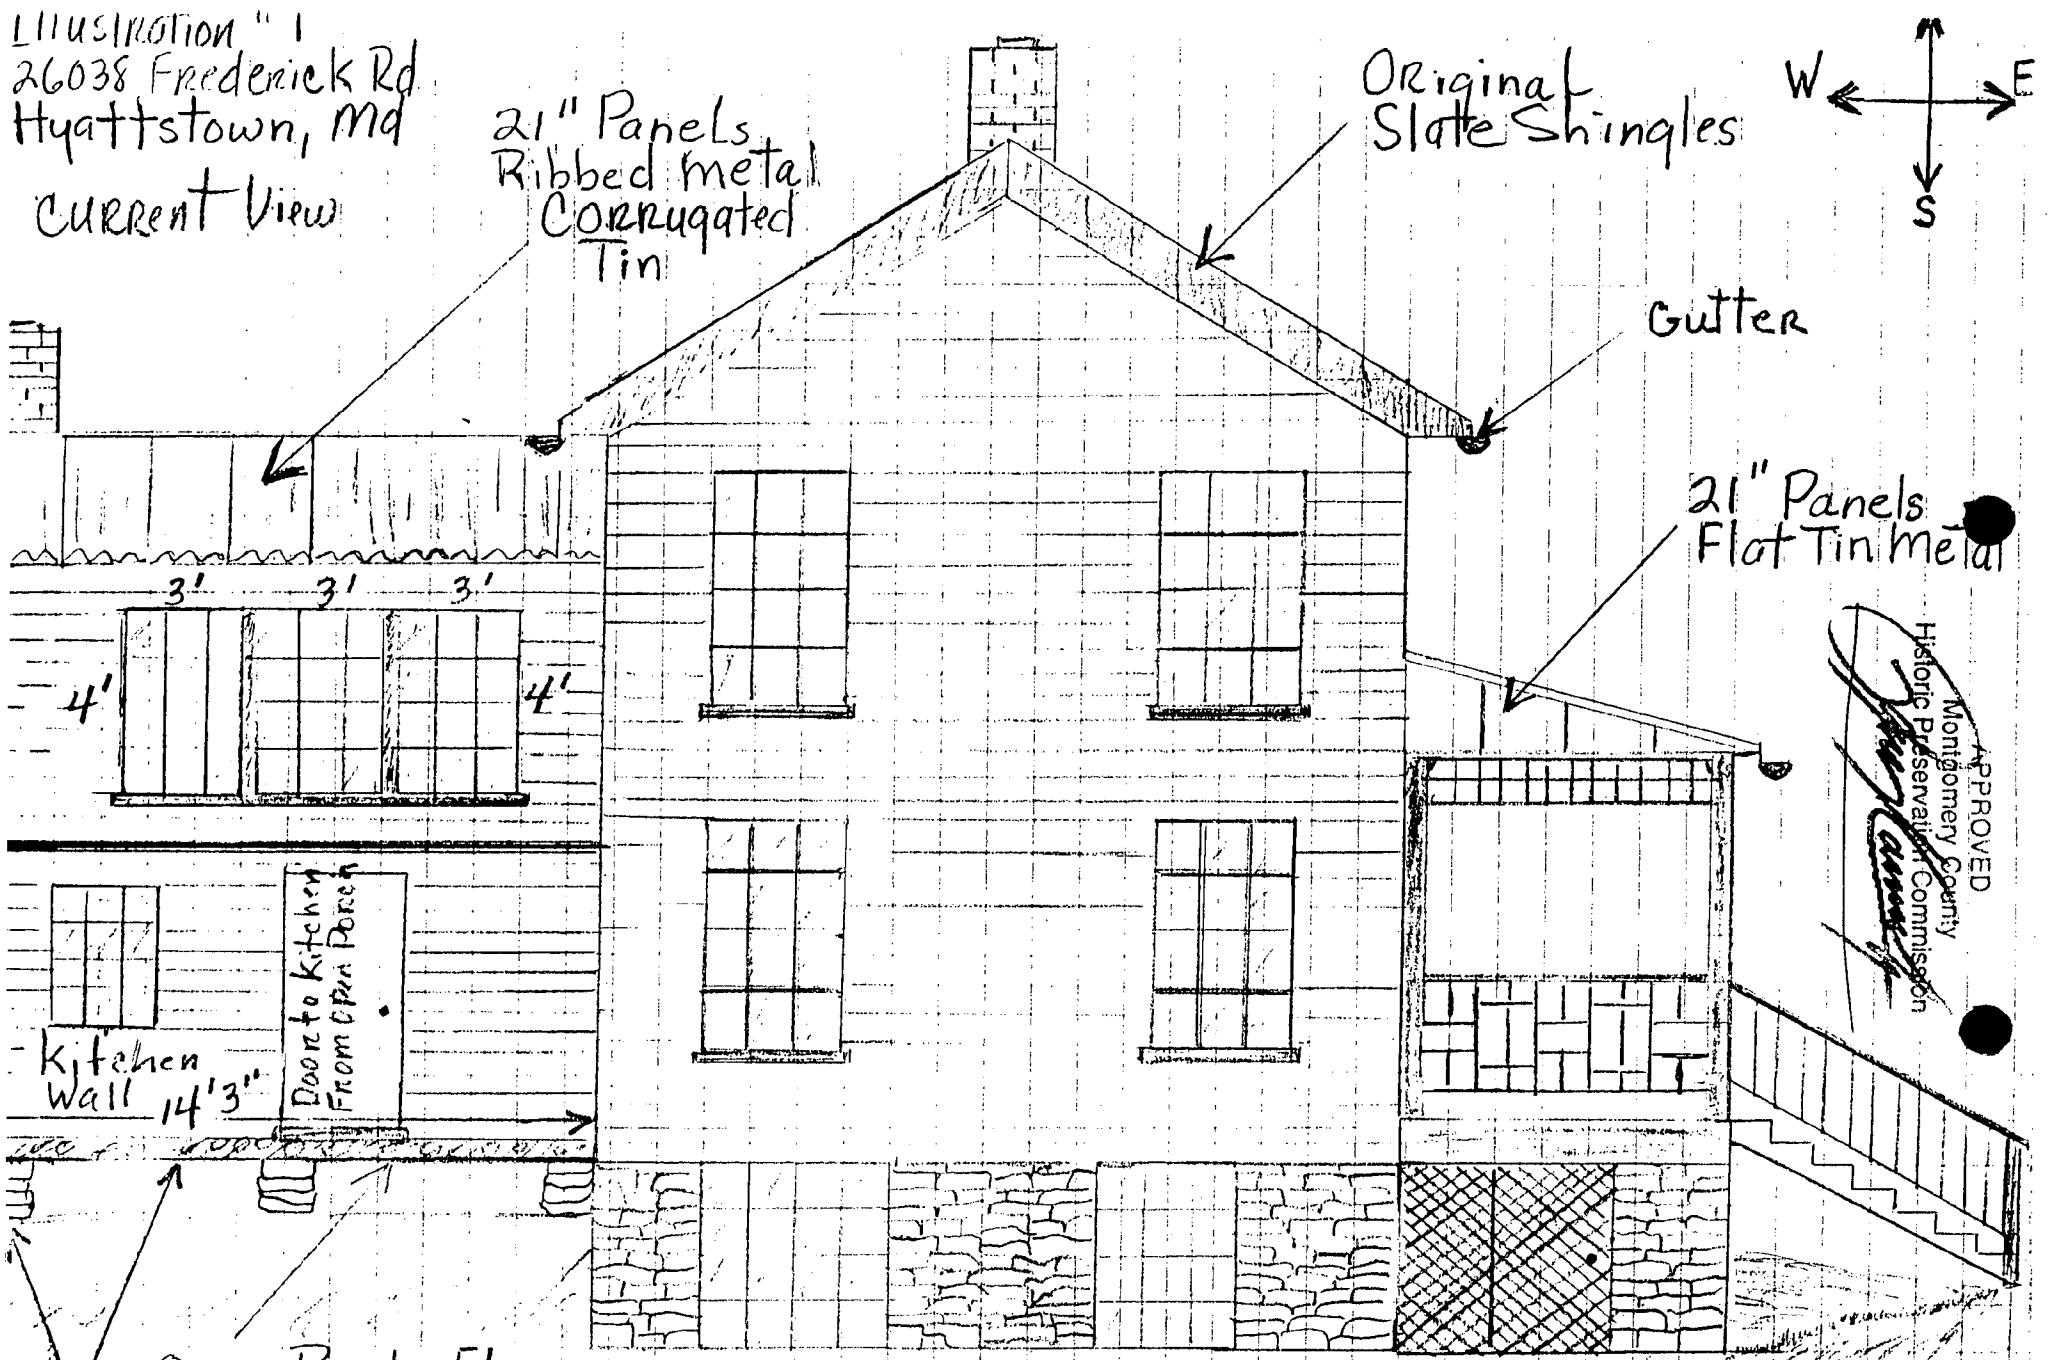 Illustration # 1
26038 Frederick Rd
Hyattstown, Md
Current View
21" Panels
Ribbed metal
Corrugated
Tin
Original
Slate Shingles
W
E
S
Gutter
21" Panels
Flat Tin Metal
3'
3'
3'
4'
4'
APPROVED
Montgomery County
Historic Preservation Commission
Door to Kitchen
From Open Porch
Kitchen
Wall
14'3"